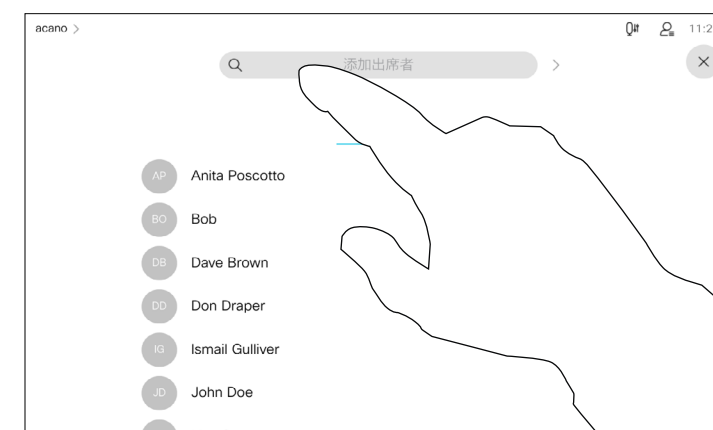 acano >
11:2
添加出席者
AP Anita Poscotto
BO Bob
DB Dave Brown
DD Don Draper
IG Ismail Gulliver
JD John Doe